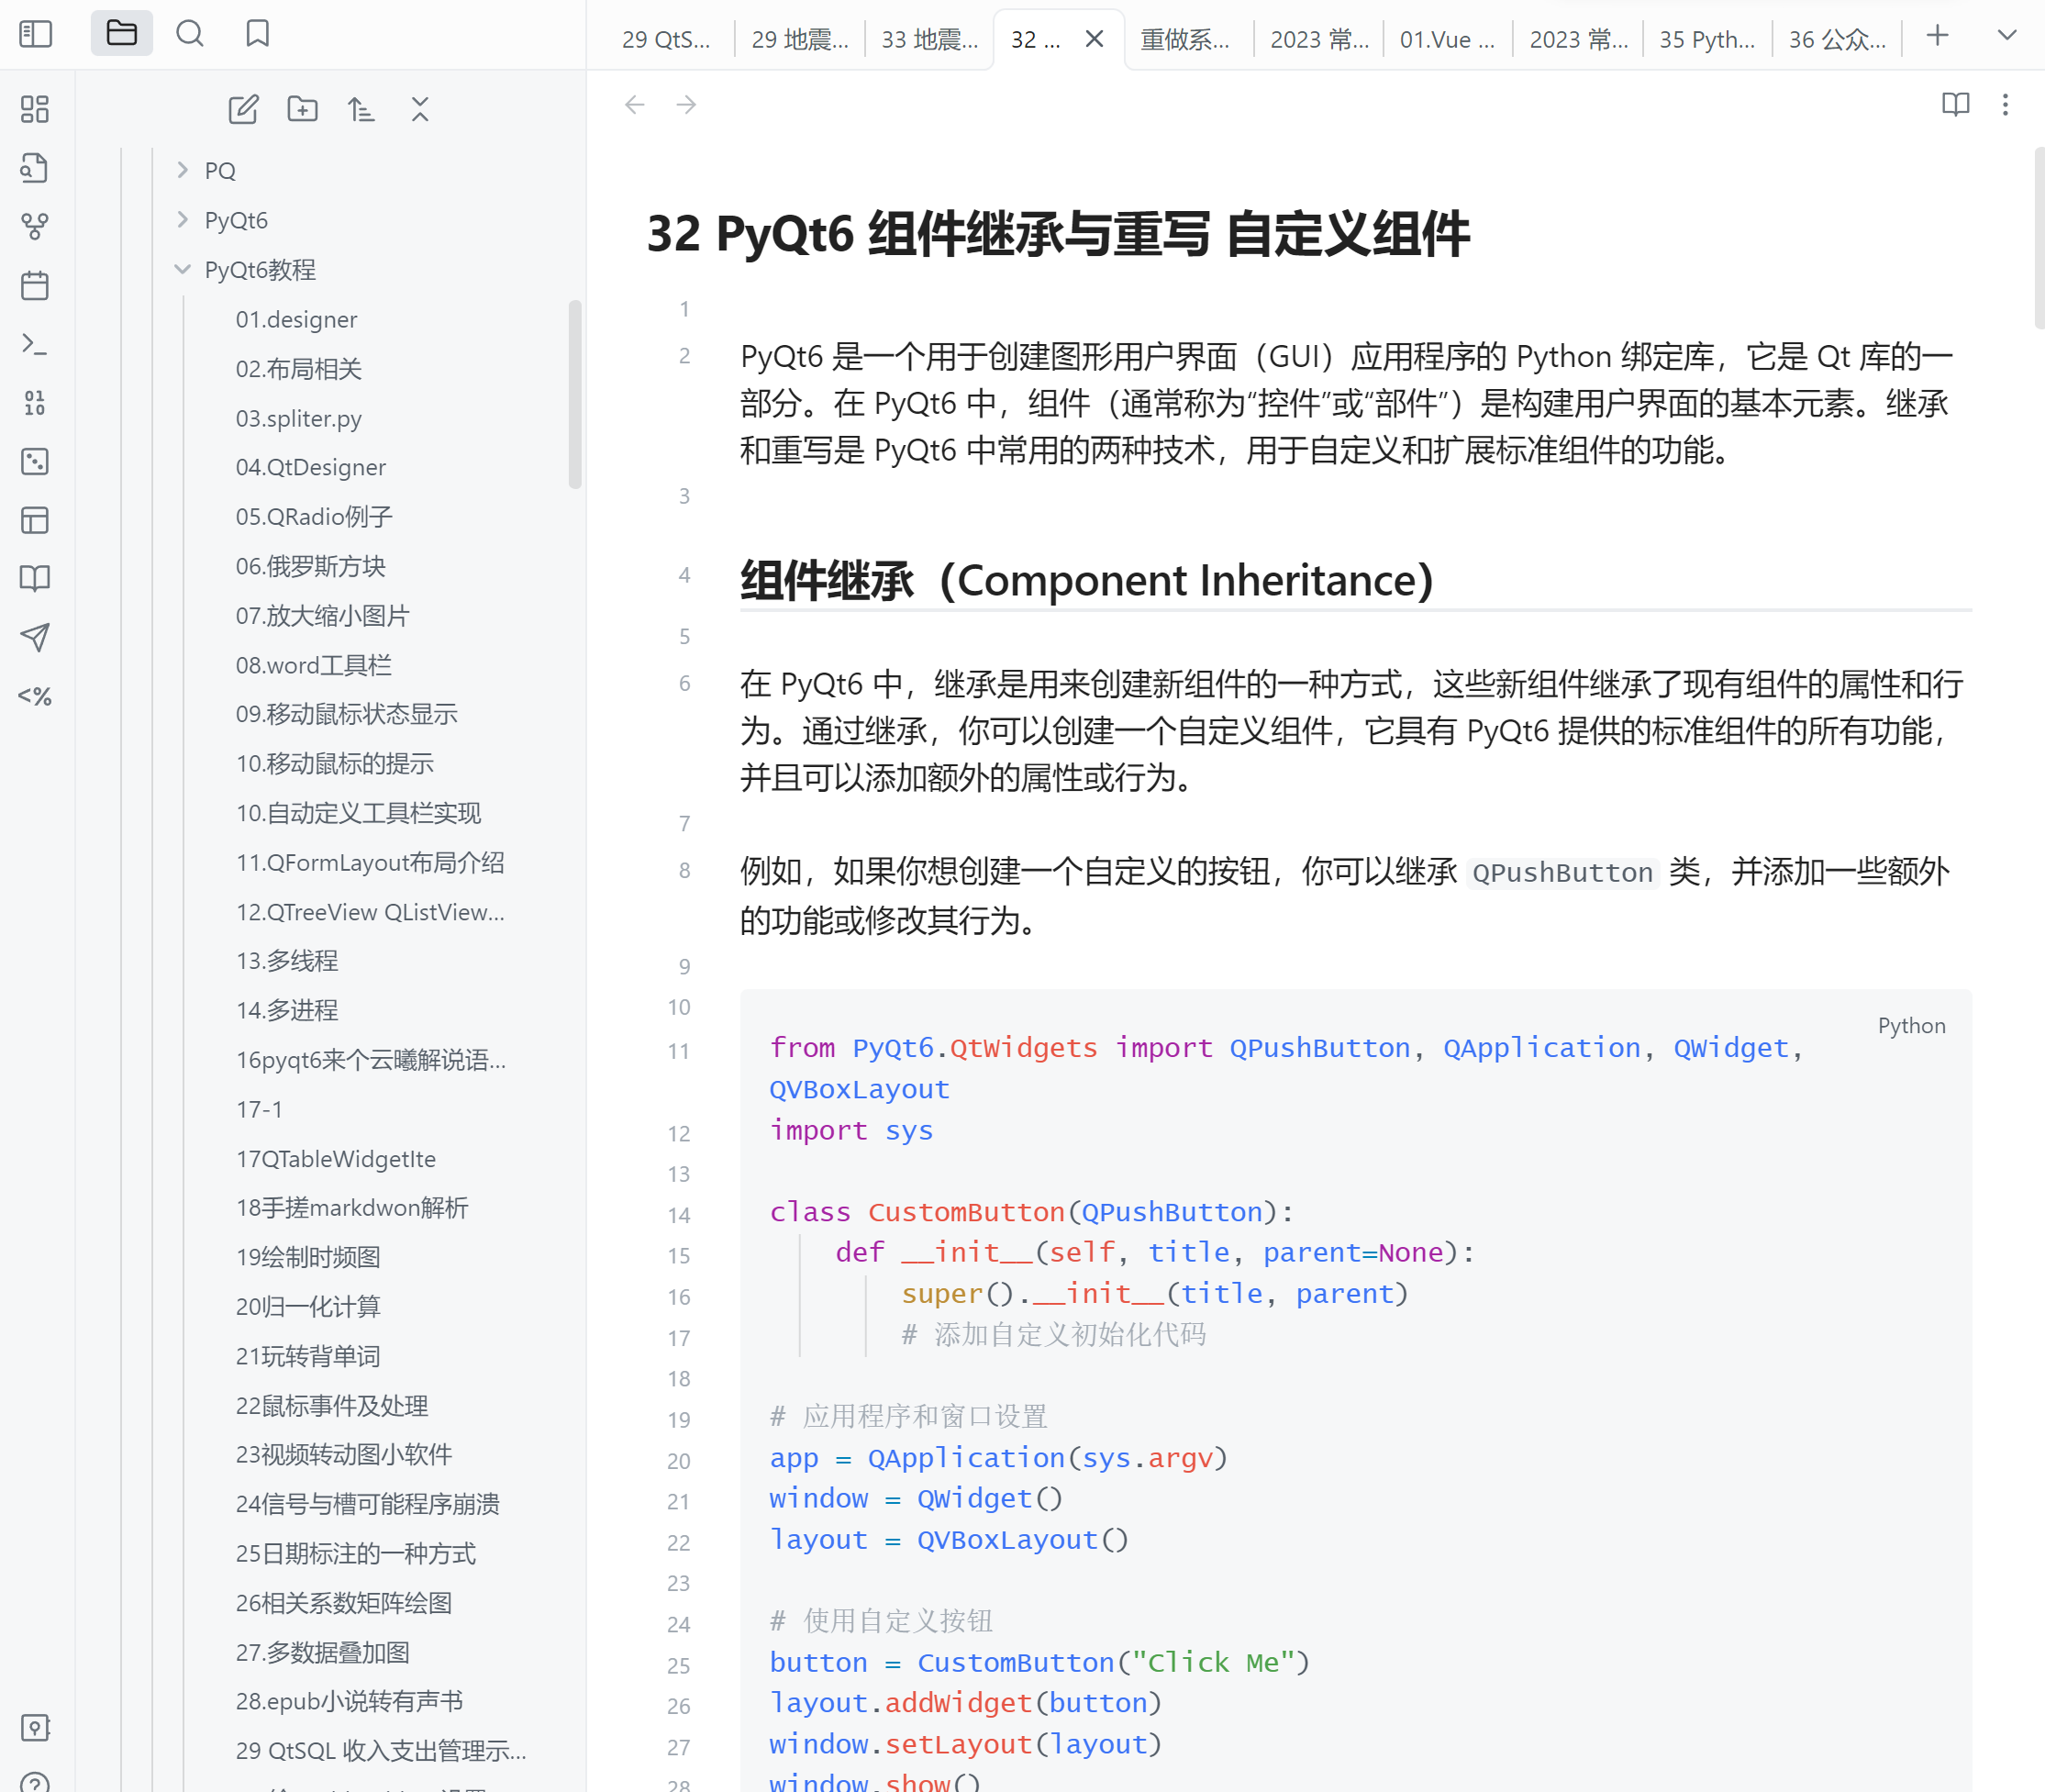 29 QtS...
29 地震...
33 地震...
32 ...
重做系...
2023 常...
01.Vue ...
2023 常...
35 Pyth...
36 公众...
PQ
PyQt6
PyQt6教程
01.designer
02.布局相关
03.spliter.py
04.QtDesigner
05.QRadio例子
06.俄罗斯方块
07.放大缩小图片
08.word工具栏
09.移动鼠标状态显示
10.移动鼠标的提示
10.自动定义工具栏实现
11.QFormLayout布局介绍
12.QTreeView QListView...
13.多线程
14.多进程
16pyqt6来个云曦解说语...
17-1
17QTableWidgetIte
18手搓markdwon解析
19绘制时频图
20归一化计算
21玩转背单词
22鼠标事件及处理
23视频转动图小软件
24信号与槽可能程序崩溃
25日期标注的一种方式
26相关系数矩阵绘图
27.多数据叠加图
28.epub小说转有声书
29 QtSQL 收入支出管理示...
01
10
<%
32 PyQt6 组件继承与重写 自定义组件
1
2 PyQt6 是一个用于创建图形用户界面（GUI）应用程序的 Python 绑定库，它是 Qt 库的一
部分。在 PyQt6 中，组件（通常称为“控件”或“部件”）是构建用户界面的基本元素。继承
和重写是 PyQt6 中常用的两种技术，用于自定义和扩展标准组件的功能。
3
4 组件继承（Component Inheritance）
5
6 在 PyQt6 中，继承是用来创建新组件的一种方式，这些新组件继承了现有组件的属性和行
为。通过继承，你可以创建一个自定义组件，它具有 PyQt6 提供的标准组件的所有功能，
并且可以添加额外的属性或行为。
7
8 例如，如果你想创建一个自定义的按钮，你可以继承 QPushButton 类，并添加一些额外
的功能或修改其行为。
9
10
Python
11 from PyQt6.QtWidgets import QPushButton, QApplication, QWidget,
QVBoxLayout
12 import sys
13
14 class CustomButton(QPushButton):
15     def __init__(self, title, parent=None):
16         super().__init__(title, parent)
17         # 添加自定义初始化代码
18
19 # 应用程序和窗口设置
20 app = QApplication(sys.argv)
21 window = QWidget()
22 layout = QVBoxLayout()
23
24 # 使用自定义按钮
25 button = CustomButton("Click Me")
26 layout.addWidget(button)
27 window.setLayout(layout)
28 window.show()